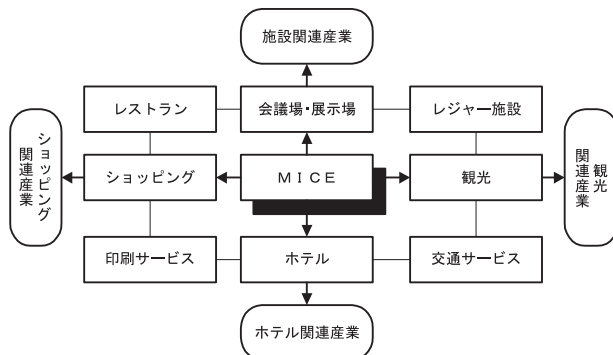 施設関連産業
レストラン
会議場・展示場
レジャー施設
ショッピング
関連産業
ショッピング
ＭＩＣＥ
観光
観光
関連産業
印刷サービス
ホテル
交通サービス
ホテル関連産業